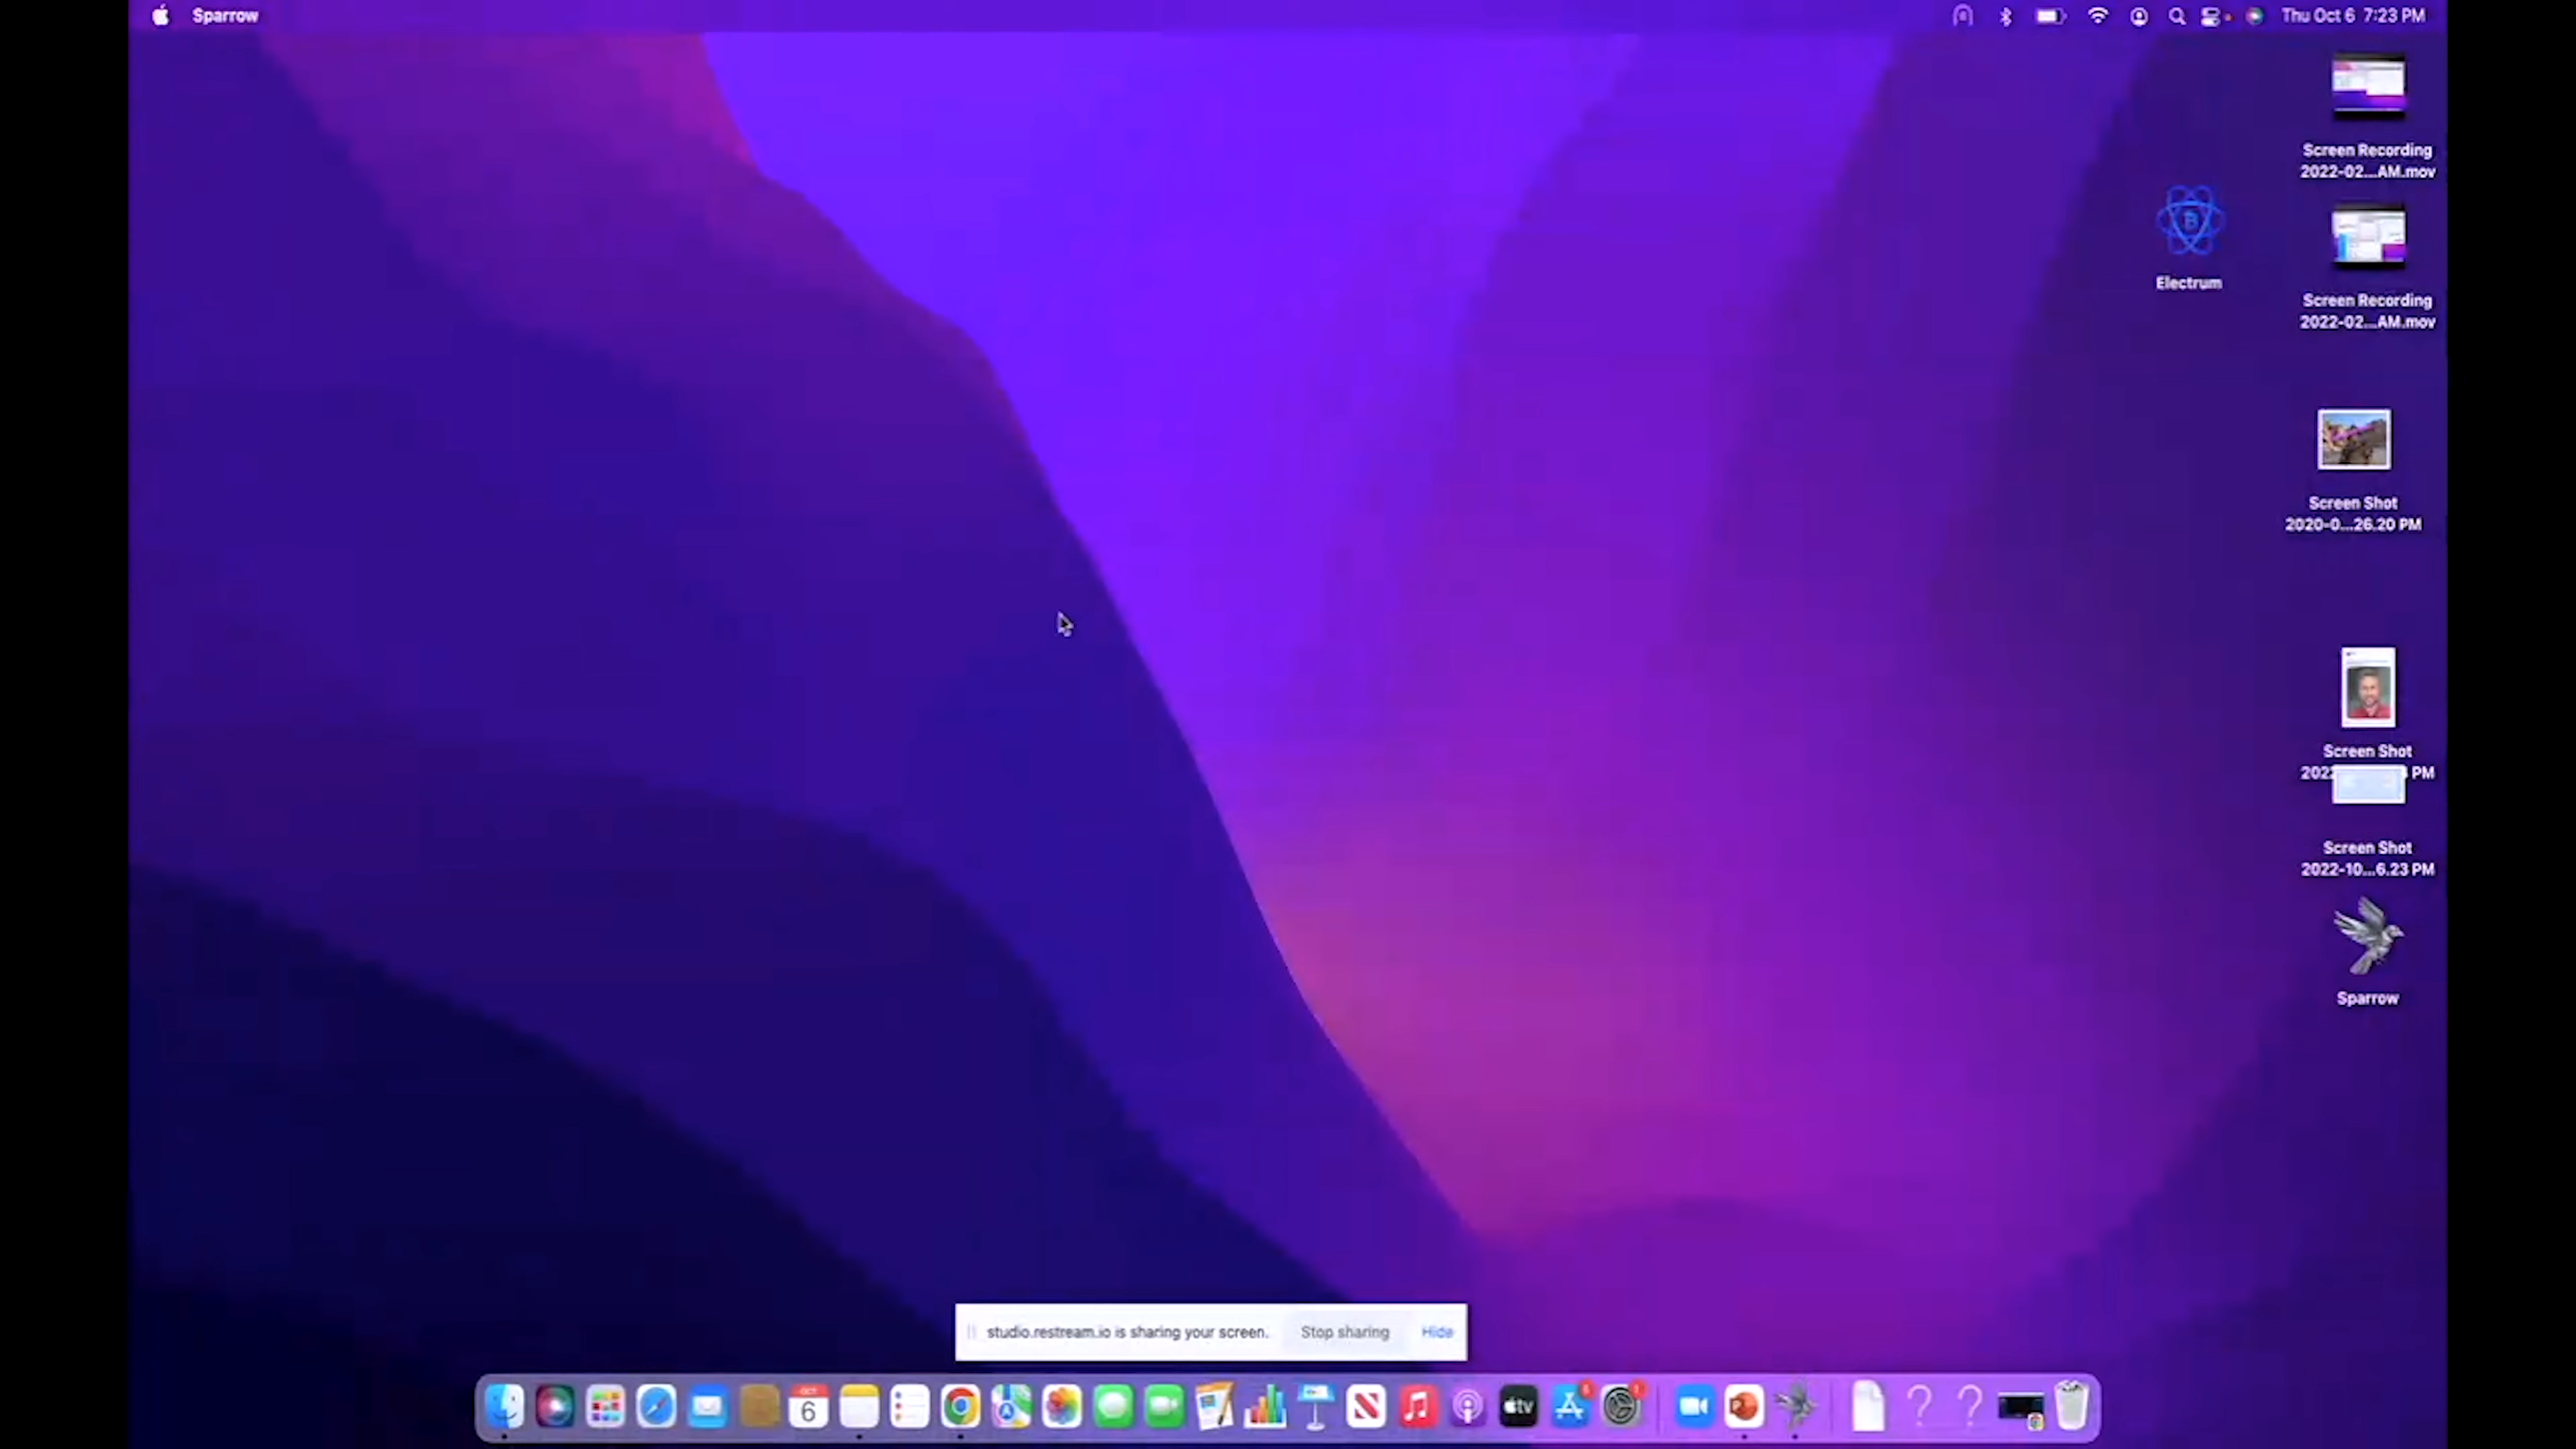 Sparrow
Thu Oct 6 7:23 PM
Screen Recording
2022-02...AM.mov
Electrum
Screen Recording
2022-02...AM.mov
Screen Shot
2020-0...26.20 PM
Screen Shot
PM
Screen Shot
2022-10...6.23 PM
Sparrow
studio.restream.io is sharing your screen.
Stop sharing
Hide
OCT
6
tv